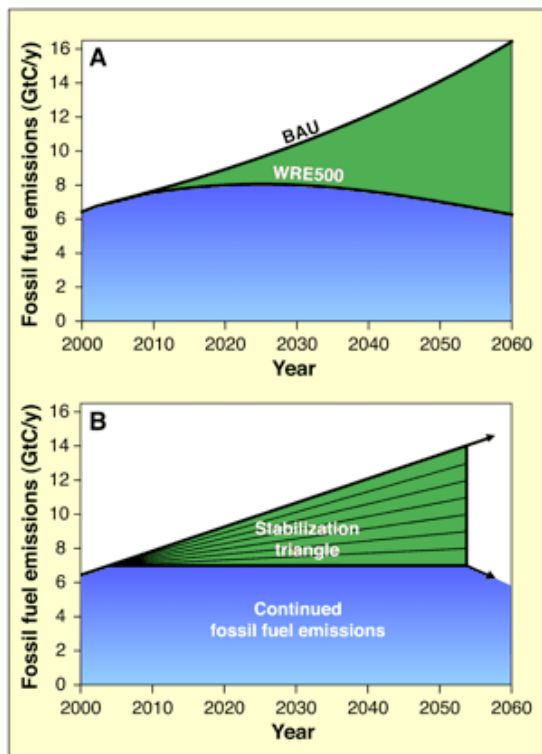 A
Fossil fuel emissions (GtC/y)
16
14
12
10
8
6
4
2
0
BAU
WRE500
2000 2010 2020 2030 2040 2050 2060
Year
B
Fossil fuel emissions (GtC/y)
16
14
12
10
8
6
4
2
0
Stabilization
triangle
Continued
fossil fuel emissions
2000 2010 2020 2030 2040 2050 2060
Year